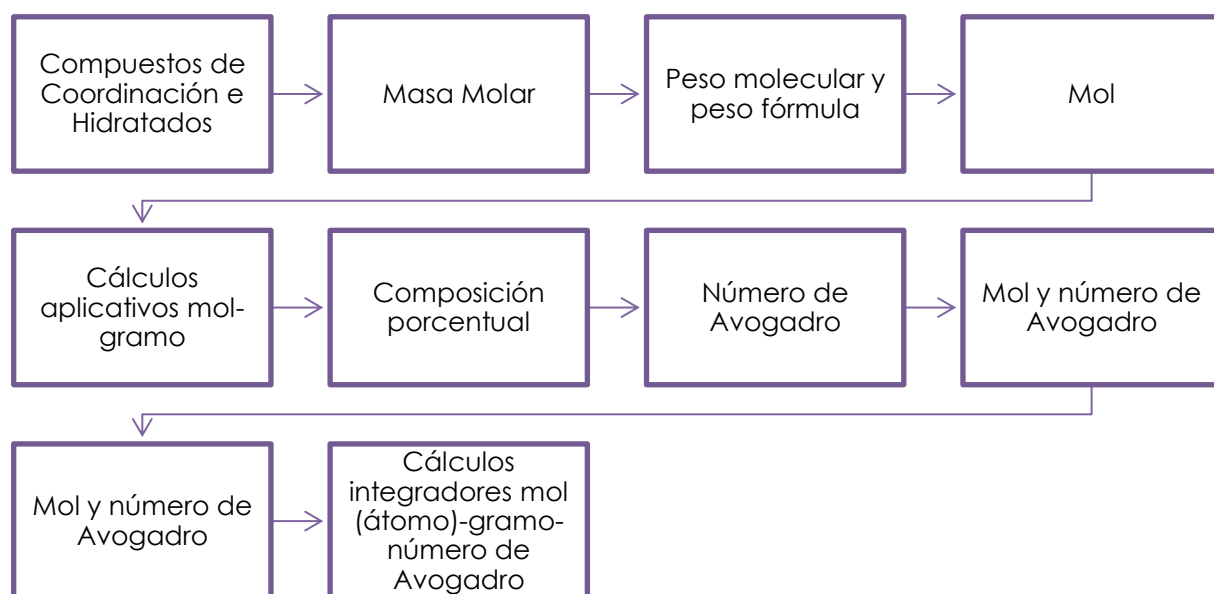 Compuestos de
Coordinación e
Hidratados
Masa Molar
Peso molecular y
peso fórmula
Mol
Cálculos
aplicativos mol-
gramo
Composición
porcentual
Número de
Avogadro
Mol y número de
Avogadro
Mol y número de
Avogadro
Cálculos
integradores mol
(átomo)-gramo-
número de
Avogadro